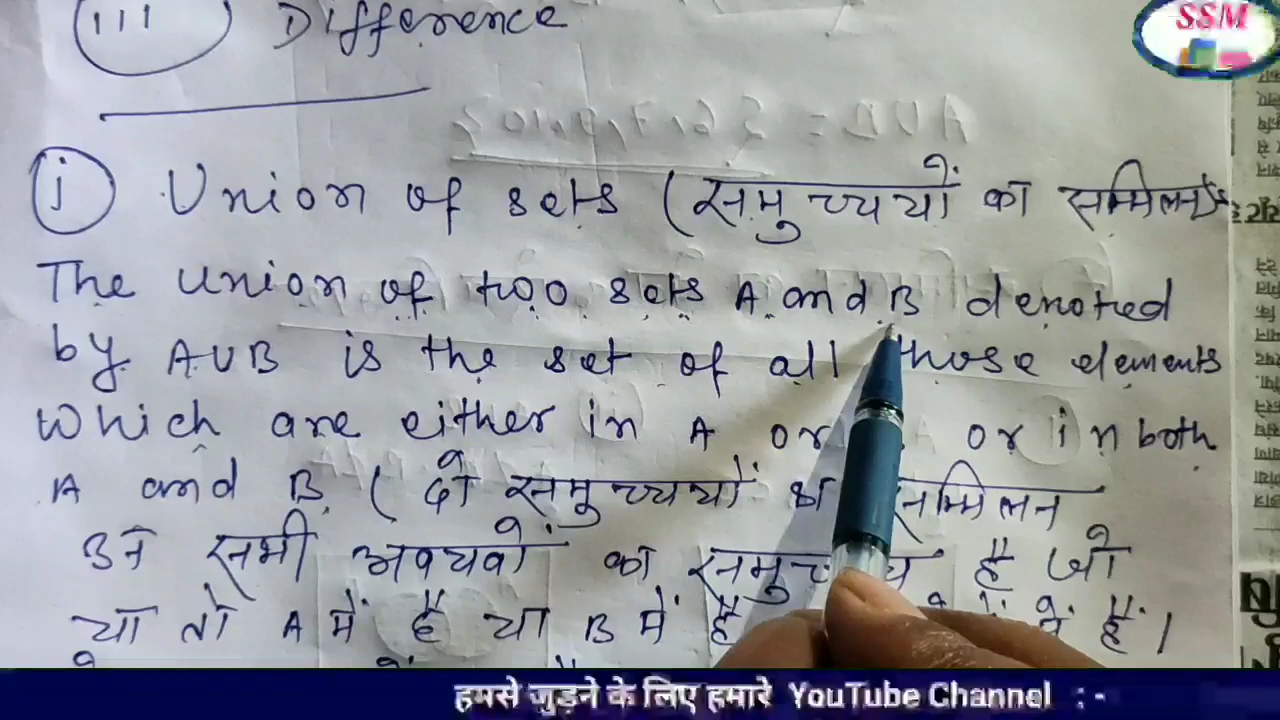 (iii) Difference
SSM
(i) Union of sets (समुच्चयों का सम्मिलन)
The union of two sets A and B denoted
by A∪B is the set of all those elements
which are either in A or or in both
A and B ( दो समुच्चयों का सम्मिलन
उन सभी अवयवों का समुच्चय है जो
या तो A में है या B में है में हैं।
हमसे जुड़ने के लिए हमारे YouTube Channel : -